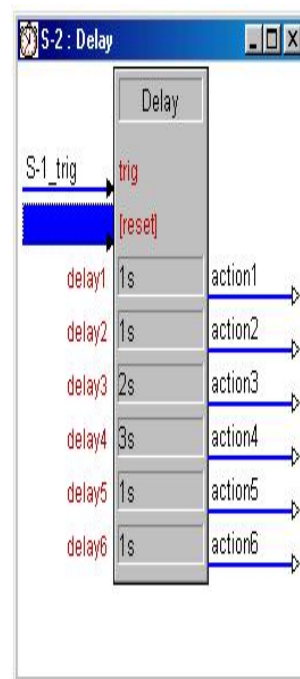 S-2 : Delay
Delay
S-1_trig
trig
[reset]
delay1 1s action1
delay2 1s action2
delay3 2s action3
delay4 3s action4
delay5 1s action5
delay6 1s action6